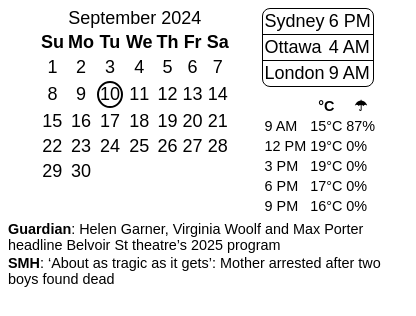 September 2024
Su Mo Tu We Th Fr Sa
1 2 3 4 5 6 7
8 9 10 11 12 13 14
15 16 17 18 19 20 21
22 23 24 25 26 27 28
29 30
Sydney 6 PM
Ottawa 4 AM
London 9 AM
°C ☂
9 AM 15°C 87%
12 PM 19°C 0%
3 PM 19°C 0%
6 PM 17°C 0%
9 PM 16°C 0%
Guardian: Helen Garner, Virginia Woolf and Max Porter
headline Belvoir St theatre’s 2025 program
SMH: ‘About as tragic as it gets’: Mother arrested after two
boys found dead